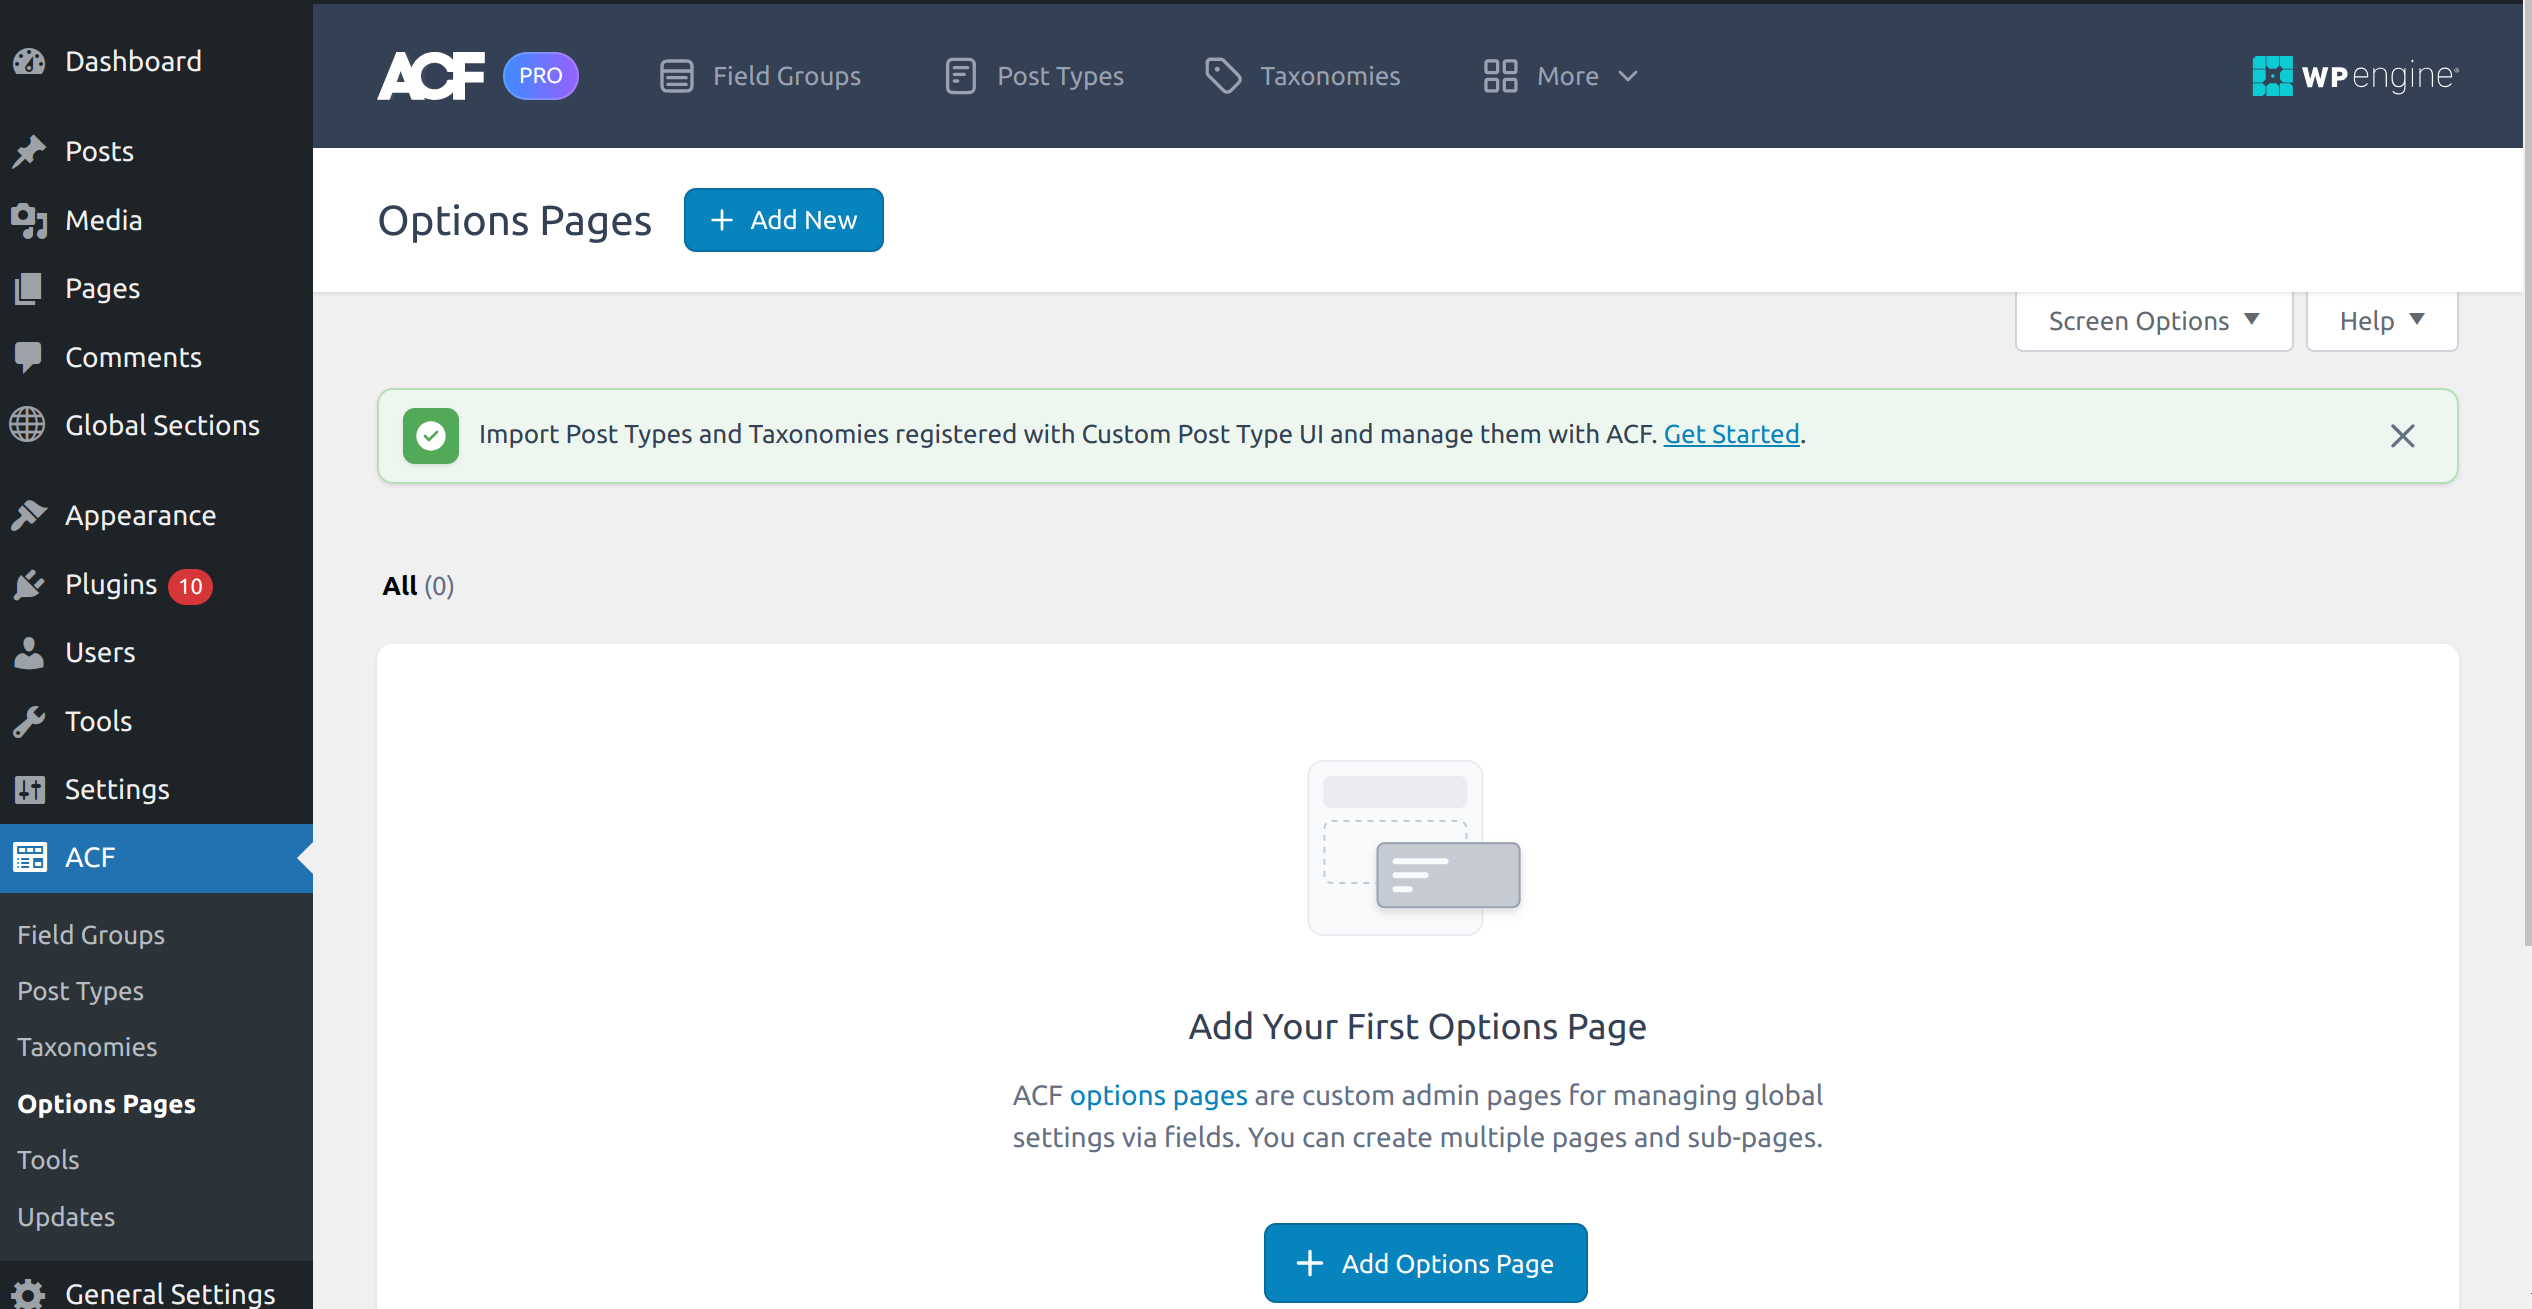 Dashboard
Posts
Media
Pages
Comments
Global Sections
Appearance
Plugins 10
Users
Tools
Settings
ACF
Field Groups
Post Types
Taxonomies
Options Pages
Tools
Updates
General Settings
ACF PRO Field Groups Post Types Taxonomies More WP engine®
Options Pages Add New
Screen Options Help
Import Post Types and Taxonomies registered with Custom Post Type UI and manage them with ACF. Get Started.
All (0)
Add Your First Options Page
ACF options pages are custom admin pages for managing global
settings via fields. You can create multiple pages and sub-pages.
Add Options Page